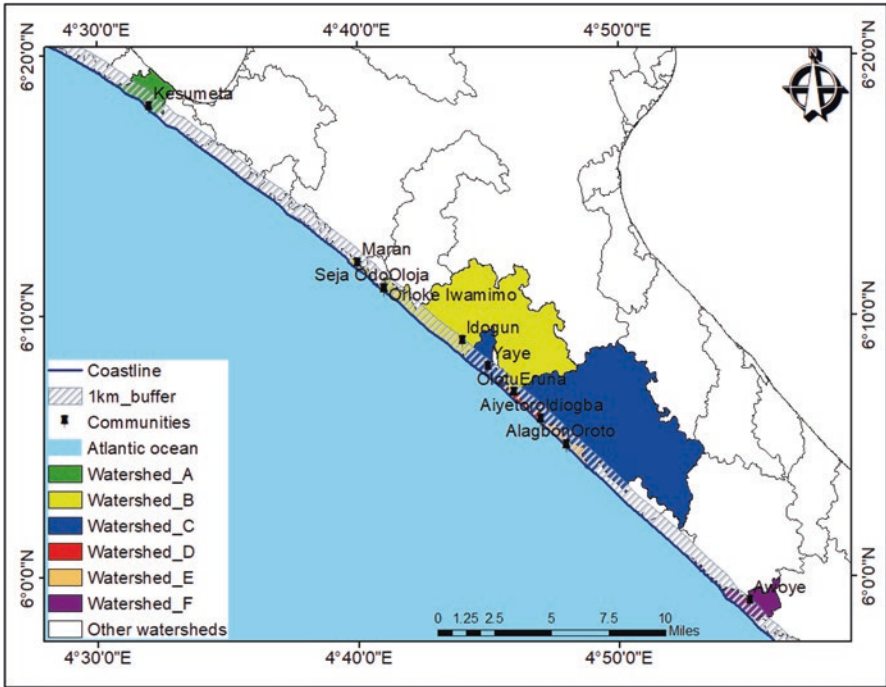 4°30'0"E 4°40'0"E 4°50'0"E
6°20'0"N 6°20'0"N
Kesumeta
Maran
Seja OdoOloja
Orioke Iwamimo
6°10'0"N 6°10'0"N
Idogun
Yaye
OlotuEruna
AiyetoroIdiogba
AlagbonOroto
6°0'0"N 6°0'0"N
Awoye
Coastline
1km_buffer
Communities
Atlantic ocean
Watershed_A
Watershed_B
Watershed_C
Watershed_D
Watershed_E
Watershed_F
Other watersheds
0 1.25 2.5 5 7.5 10
Miles
4°30'0"E 4°40'0"E 4°50'0"E